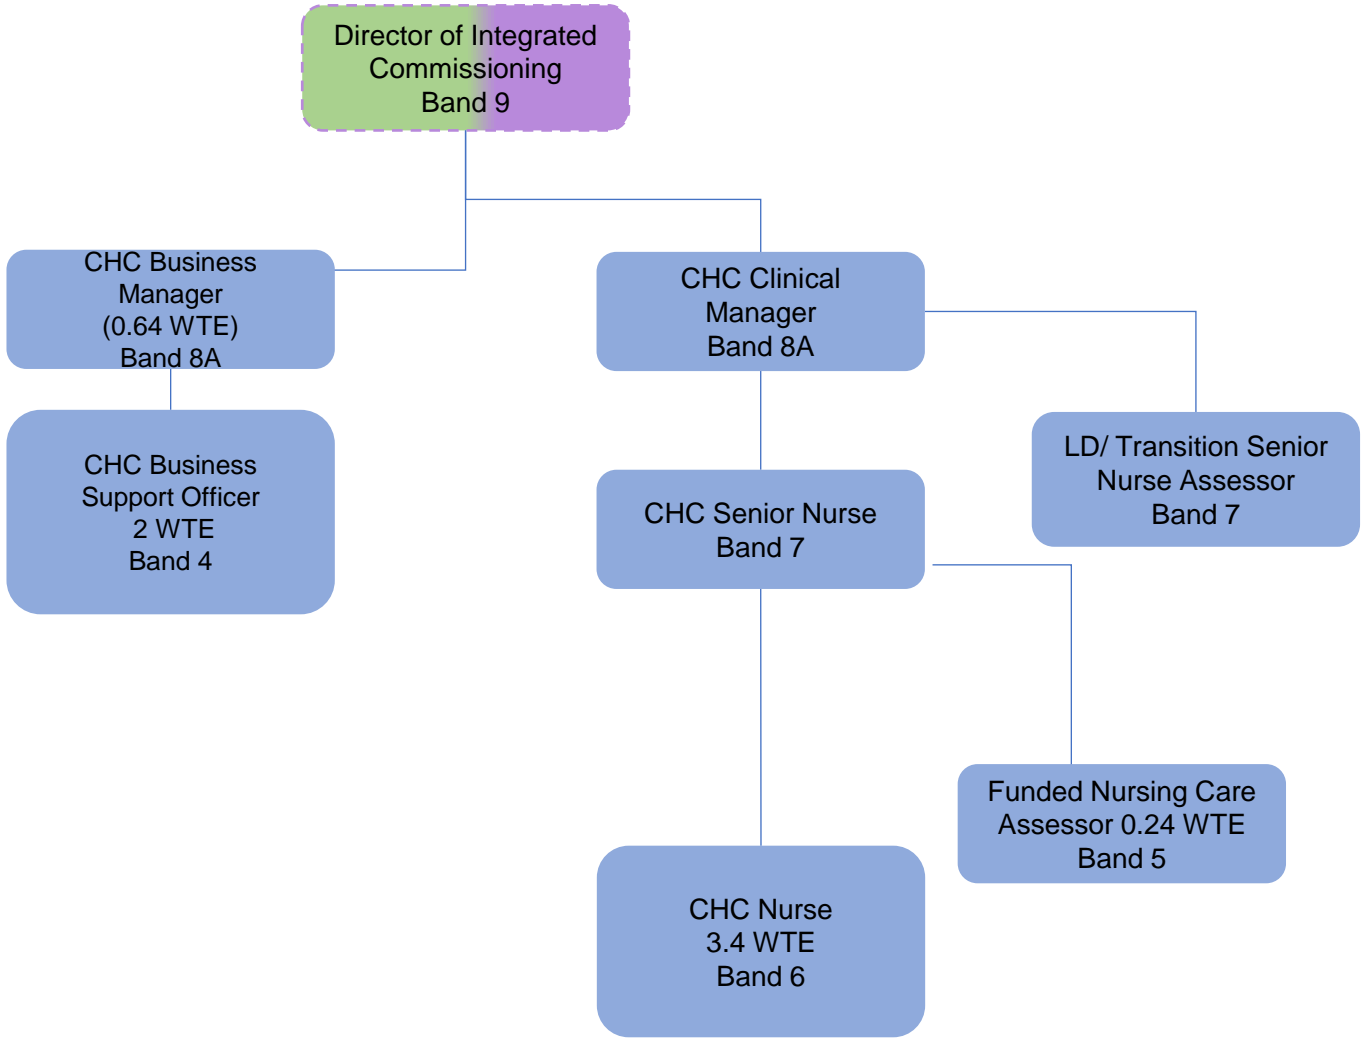 Director of Integrated
Commissioning
Band 9
CHC Business
Manager
(0.64 WTE)
Band 8A
CHC Clinical
Manager
Band 8A
CHC Business
Support Officer
2 WTE
Band 4
CHC Senior Nurse
Band 7
LD/ Transition Senior
Nurse Assessor
Band 7
Funded Nursing Care
Assessor 0.24 WTE
Band 5
CHC Nurse
3.4 WTE
Band 6